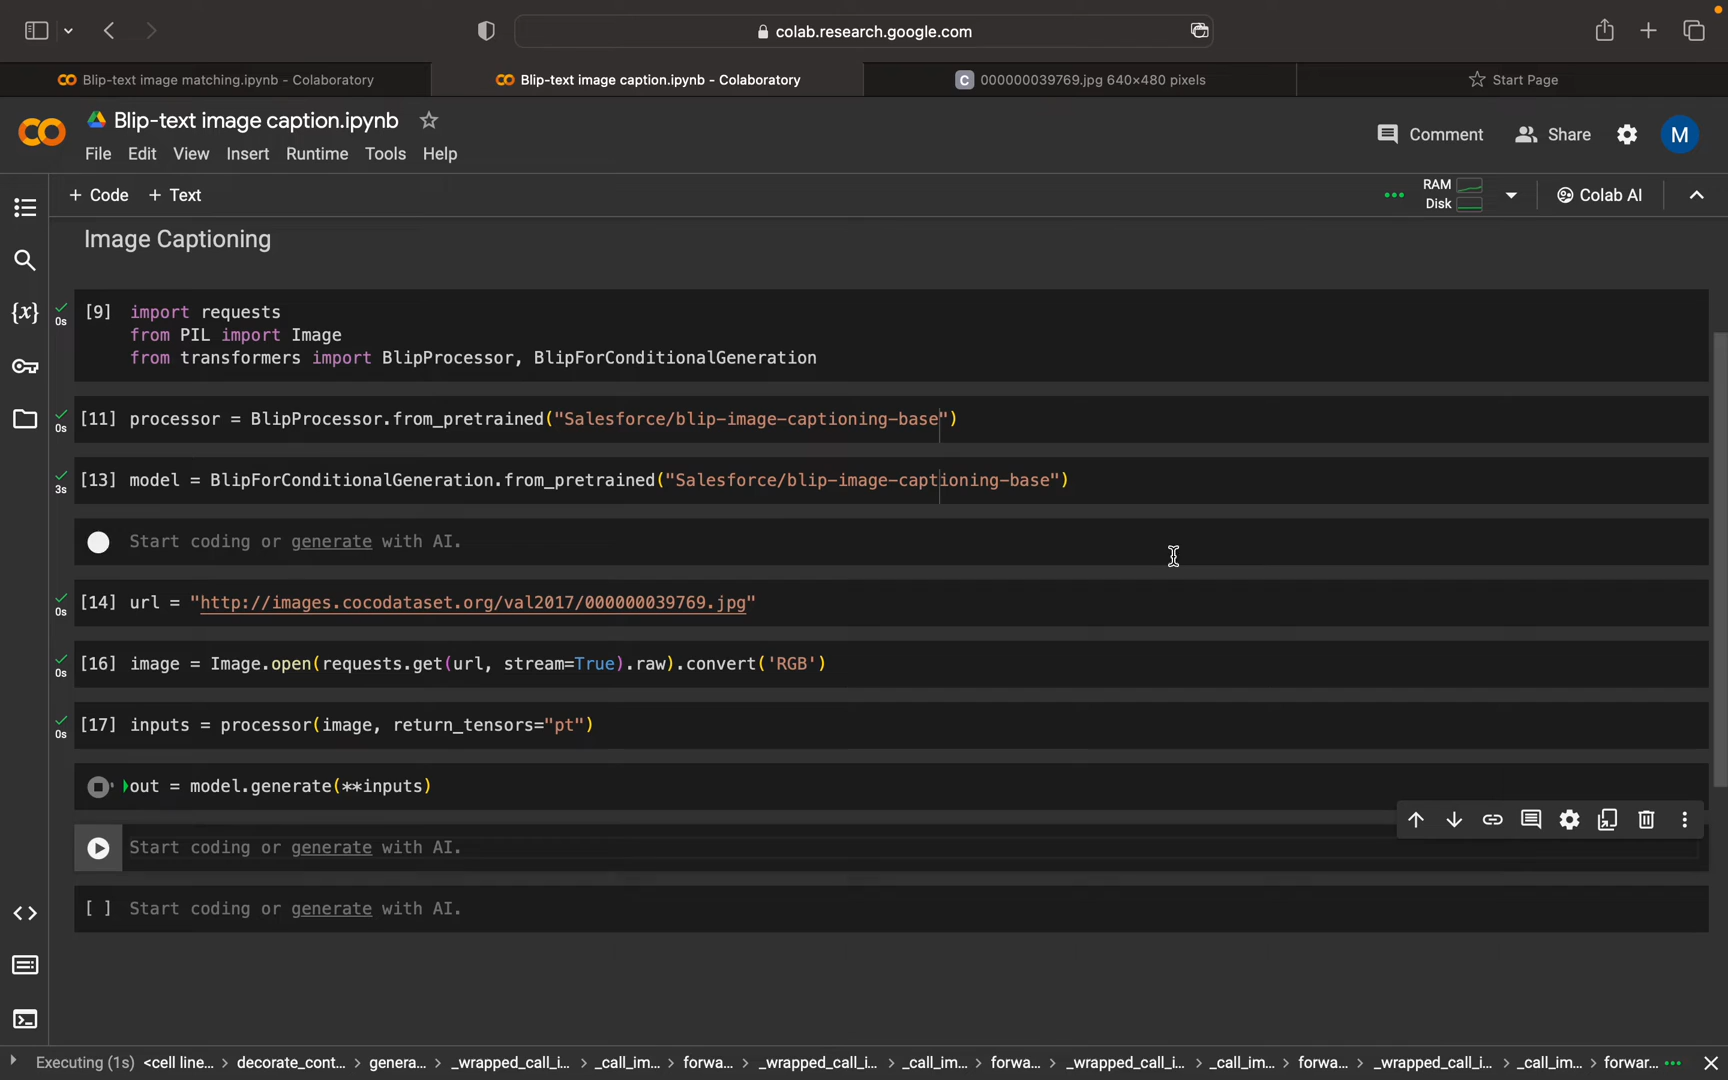 colab.research.google.com
Blip-text image matching.ipynb - Colaboratory
Blip-text image caption.ipynb - Colaboratory
C 000000039769.jpg 640×480 pixels
Start Page
Blip-text image caption.ipynb
Comment
Share
M
File Edit View Insert Runtime Tools Help
+ Code + Text
RAM
Disk
Colab AI
Image Captioning
{x}
[9] import requests
0s
from PIL import Image
from transformers import BlipProcessor, BlipForConditionalGeneration
[11] processor = BlipProcessor.from_pretrained("Salesforce/blip-image-captioning-base")
0s
[13] model = BlipForConditionalGeneration.from_pretrained("Salesforce/blip-image-captioning-base")
3s
Start coding or generate with AI.
[14] url = "http://images.cocodataset.org/val2017/000000039769.jpg"
0s
[16] image = Image.open(requests.get(url, stream=True).raw).convert('RGB')
0s
[17] inputs = processor(image, return_tensors="pt")
0s
out = model.generate(**inputs)
Start coding or generate with AI.
[ ] Start coding or generate with AI.
Executing (1s) <cell line... > decorate_cont... > genera... > _wrapped_call_i... > _call_im... > forwa... > _wrapped_call_i... > _call_im... > forwa... > _wrapped_call_i... > _call_im... > forwa... > _wrapped_call_i... > _call_im... > forwar...